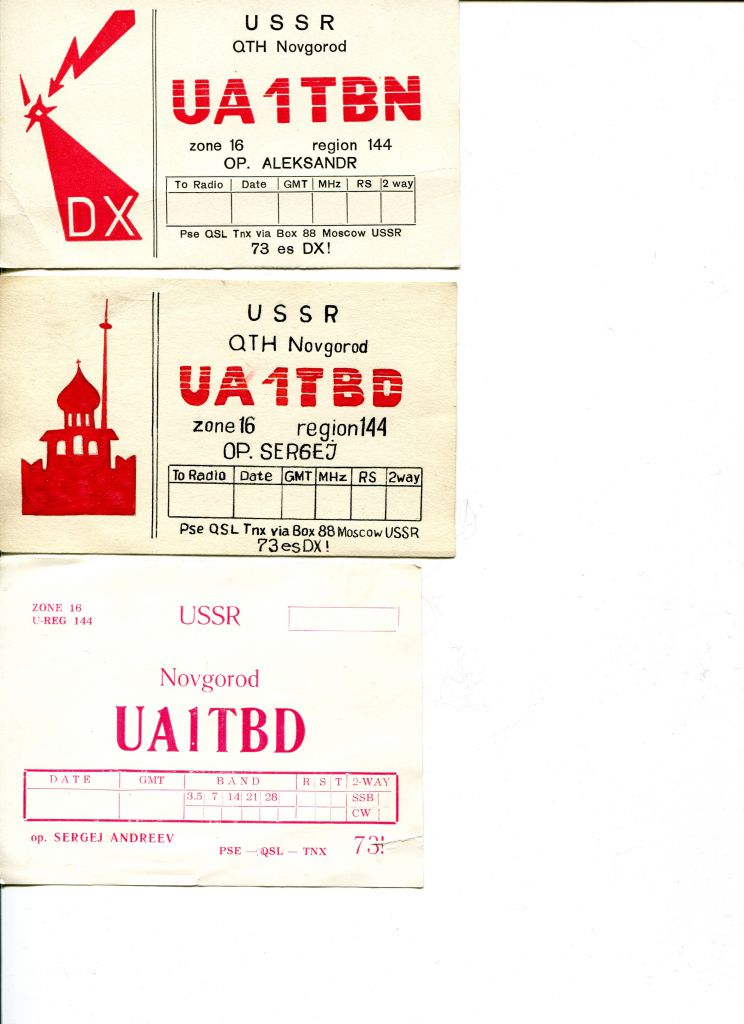 USSR
QTH Novgorod
UA1TBN
zone 16 region 144
OP. ALEKSANDR
To Radio Date GMT MHz RS 2 way
Pse QSL Tnx via Box 88 Moscow USSR
73 es DX!
DX
USSR
QTH Novgorod
UA1TBD
zone 16 region 144
OP. SERGEJ
To Radio Date GMT MHz RS 2way
Pse QSL Tnx via Box 88 Moscow USSR
73 es DX!
ZONE 16
U-REG 144
USSR
Novgorod
UA1TBD
DATE GMT BAND R S T 2-WAY
3.5 7 14 21 28 SSB
CW
op. SERGEJ ANDREEV
PSE — QSL — TNX 73!